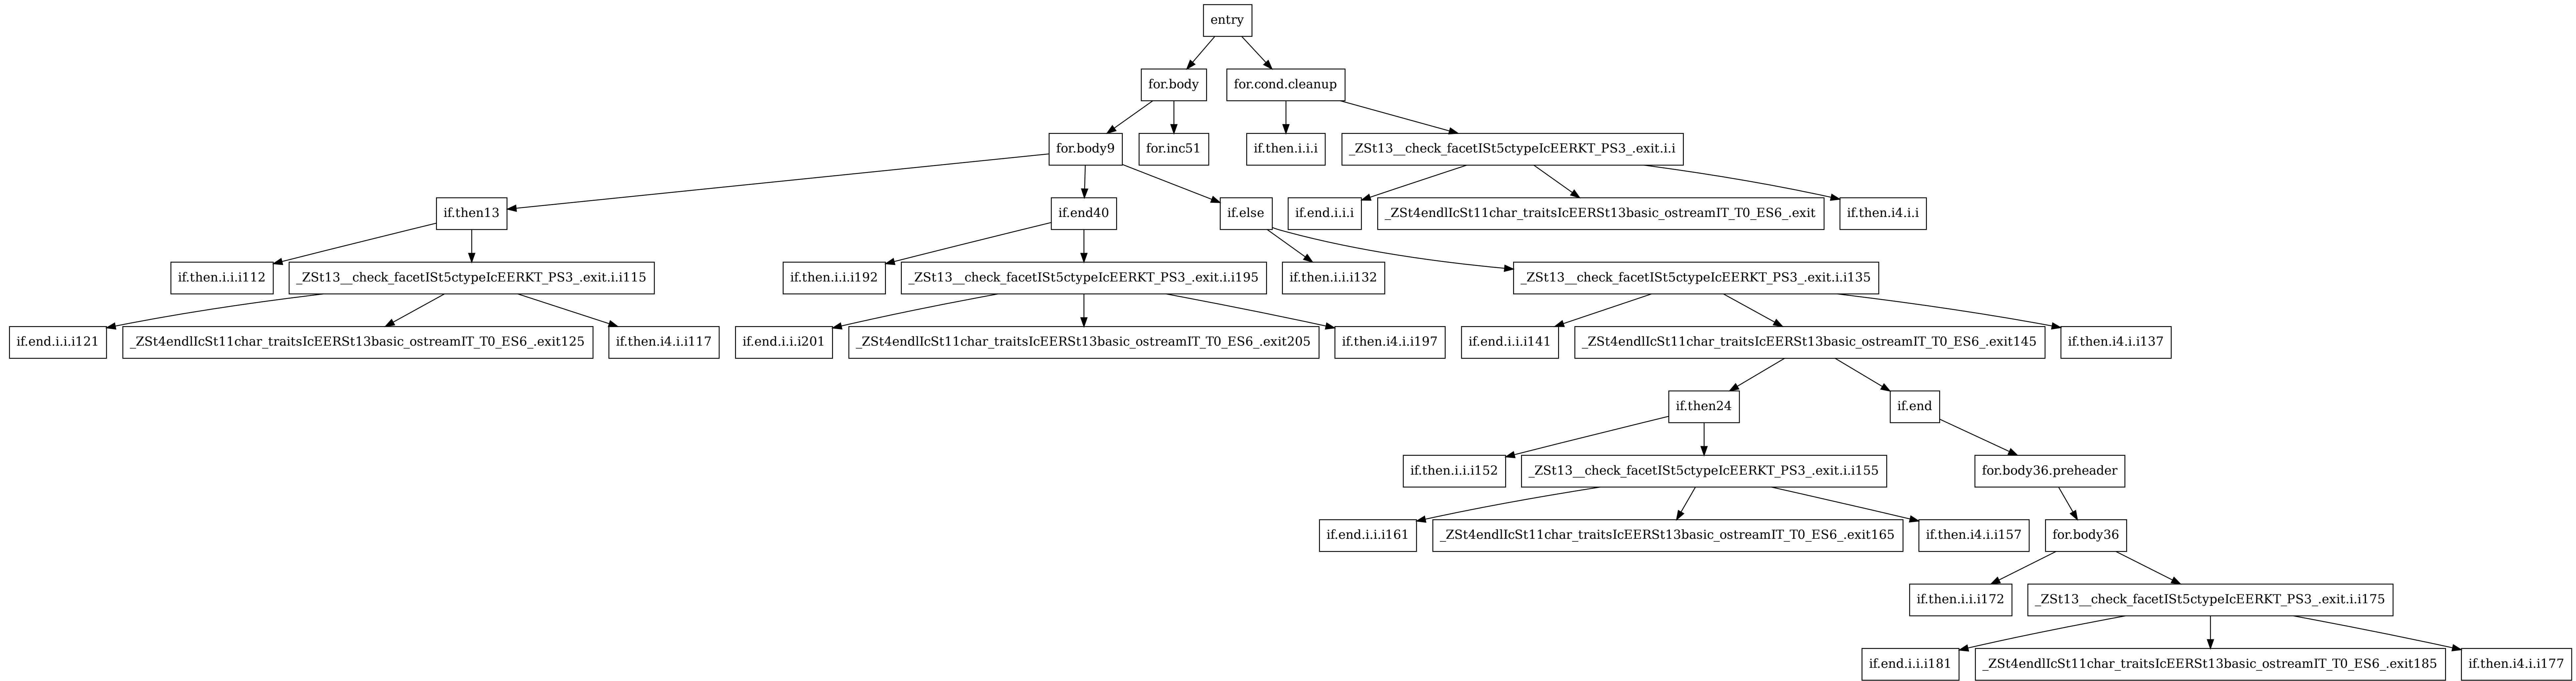 entry
for.body
for.cond.cleanup
for.body9
for.inc51
if.then.i.i.i
_ZSt13__check_facetISt5ctypeIcEERKT_PS3_.exit.i.i
if.then13
if.end40
if.else
if.end.i.i.i
_ZSt4endlIcSt11char_traitsIcEERSt13basic_ostreamIT_T0_ES6_.exit
if.then.i4.i.i
if.then.i.i.i112
_ZSt13__check_facetISt5ctypeIcEERKT_PS3_.exit.i.i115
if.then.i.i.i192
_ZSt13__check_facetISt5ctypeIcEERKT_PS3_.exit.i.i195
if.then.i.i.i132
_ZSt13__check_facetISt5ctypeIcEERKT_PS3_.exit.i.i135
if.end.i.i.i121
_ZSt4endlIcSt11char_traitsIcEERSt13basic_ostreamIT_T0_ES6_.exit125
if.then.i4.i.i117
if.end.i.i.i201
_ZSt4endlIcSt11char_traitsIcEERSt13basic_ostreamIT_T0_ES6_.exit205
if.then.i4.i.i197
if.end.i.i.i141
_ZSt4endlIcSt11char_traitsIcEERSt13basic_ostreamIT_T0_ES6_.exit145
if.then.i4.i.i137
if.then24
if.end
if.then.i.i.i152
_ZSt13__check_facetISt5ctypeIcEERKT_PS3_.exit.i.i155
for.body36.preheader
if.end.i.i.i161
_ZSt4endlIcSt11char_traitsIcEERSt13basic_ostreamIT_T0_ES6_.exit165
if.then.i4.i.i157
for.body36
if.then.i.i.i172
_ZSt13__check_facetISt5ctypeIcEERKT_PS3_.exit.i.i175
if.end.i.i.i181
_ZSt4endlIcSt11char_traitsIcEERSt13basic_ostreamIT_T0_ES6_.exit185
if.then.i4.i.i177